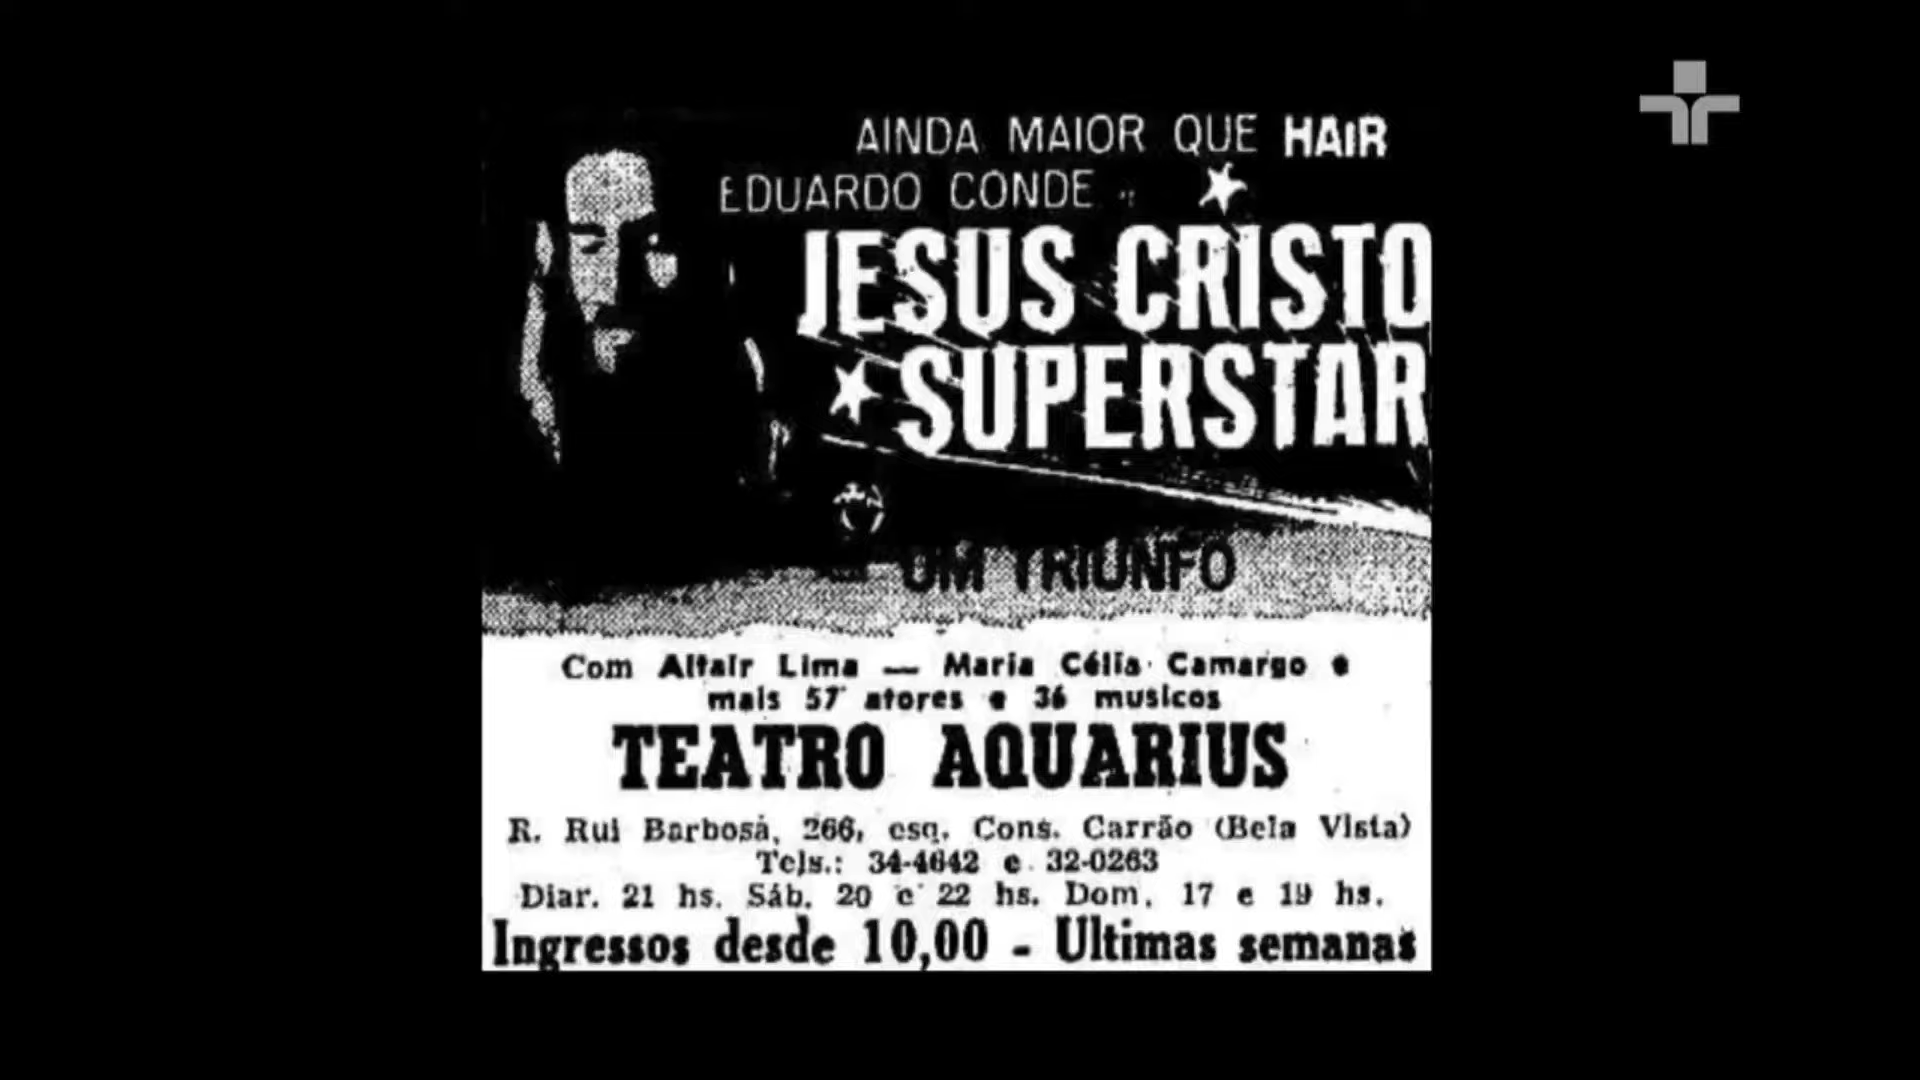 AINDA MAIOR QUE HAIR
EDUARDO CONDE
JESUS CRISTO
SUPERSTAR
UM TRIUNFO
Com Altair Lima — Maria Célia Camargo e
mais 57 atores e 36 musicos
TEATRO AQUARIUS
R. Rui Barbosa, 266, esq. Cons. Carrão (Bela Vista)
Tels.: 34-4642 e 32-0263
Diar. 21 hs. Sáb. 20 e 22 hs. Dom. 17 e 19 hs.
Ingressos desde 10,00 - Ultimas semanas